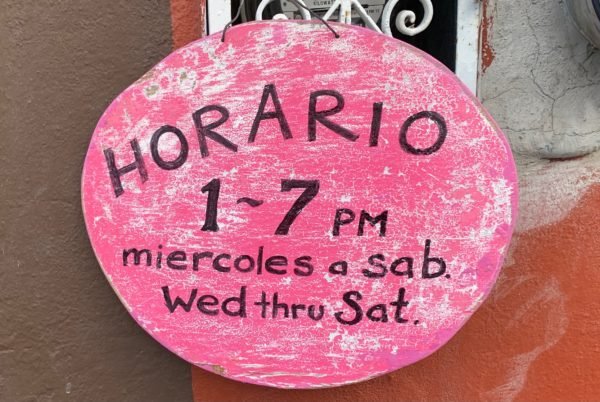 HORARIO
1~7 PM
miercoles a sab.
Wed thru Sat.